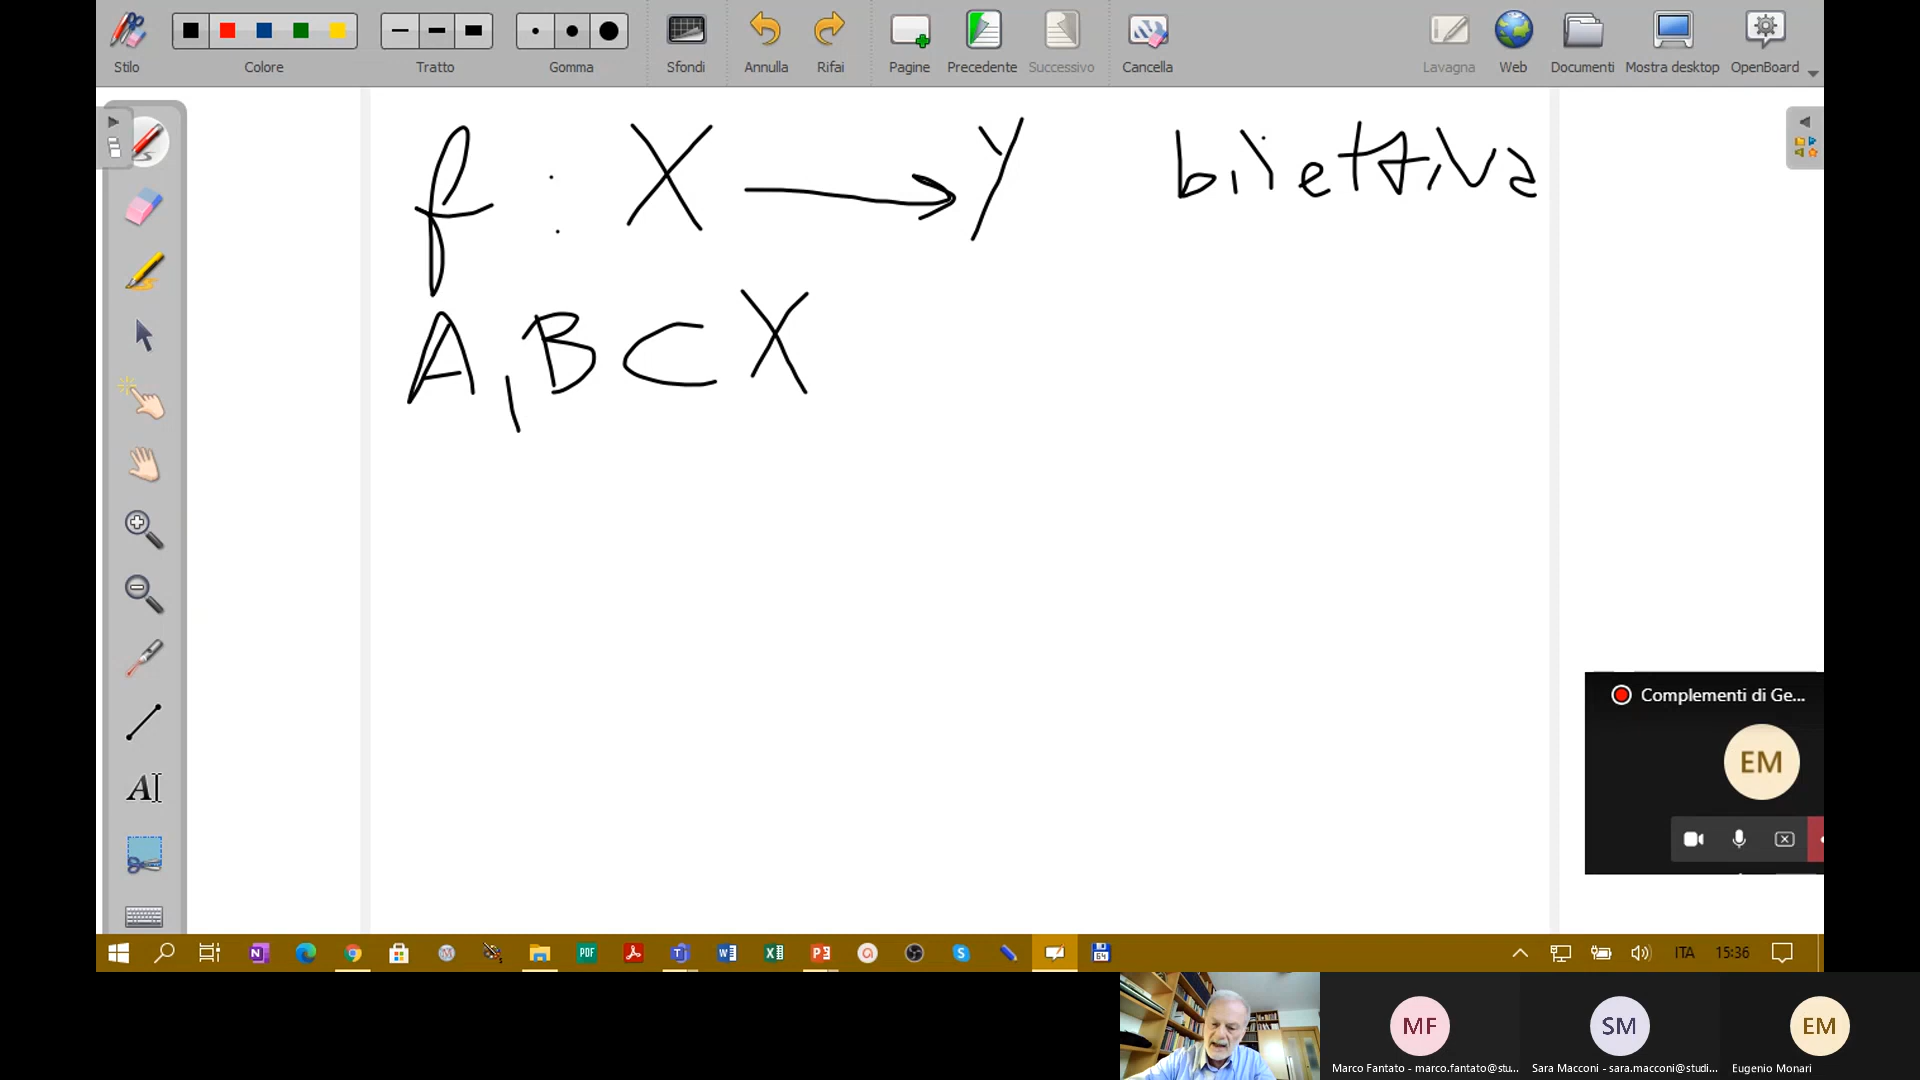 Stilo Colore Tratto Gomma Sfondi Annulla Rifai Pagine Precedente Successivo Cancella Lavagna Web Documenti Mostra desktop OpenBoard
f : X → Y biiettiva
A, B ⊂ X
Complementi di Ge...
EM
ITA 15:36
MF SM EM
Marco Fantato - marco.fantato@stu... Sara Macconi - sara.macconi@studi... Eugenio Monari